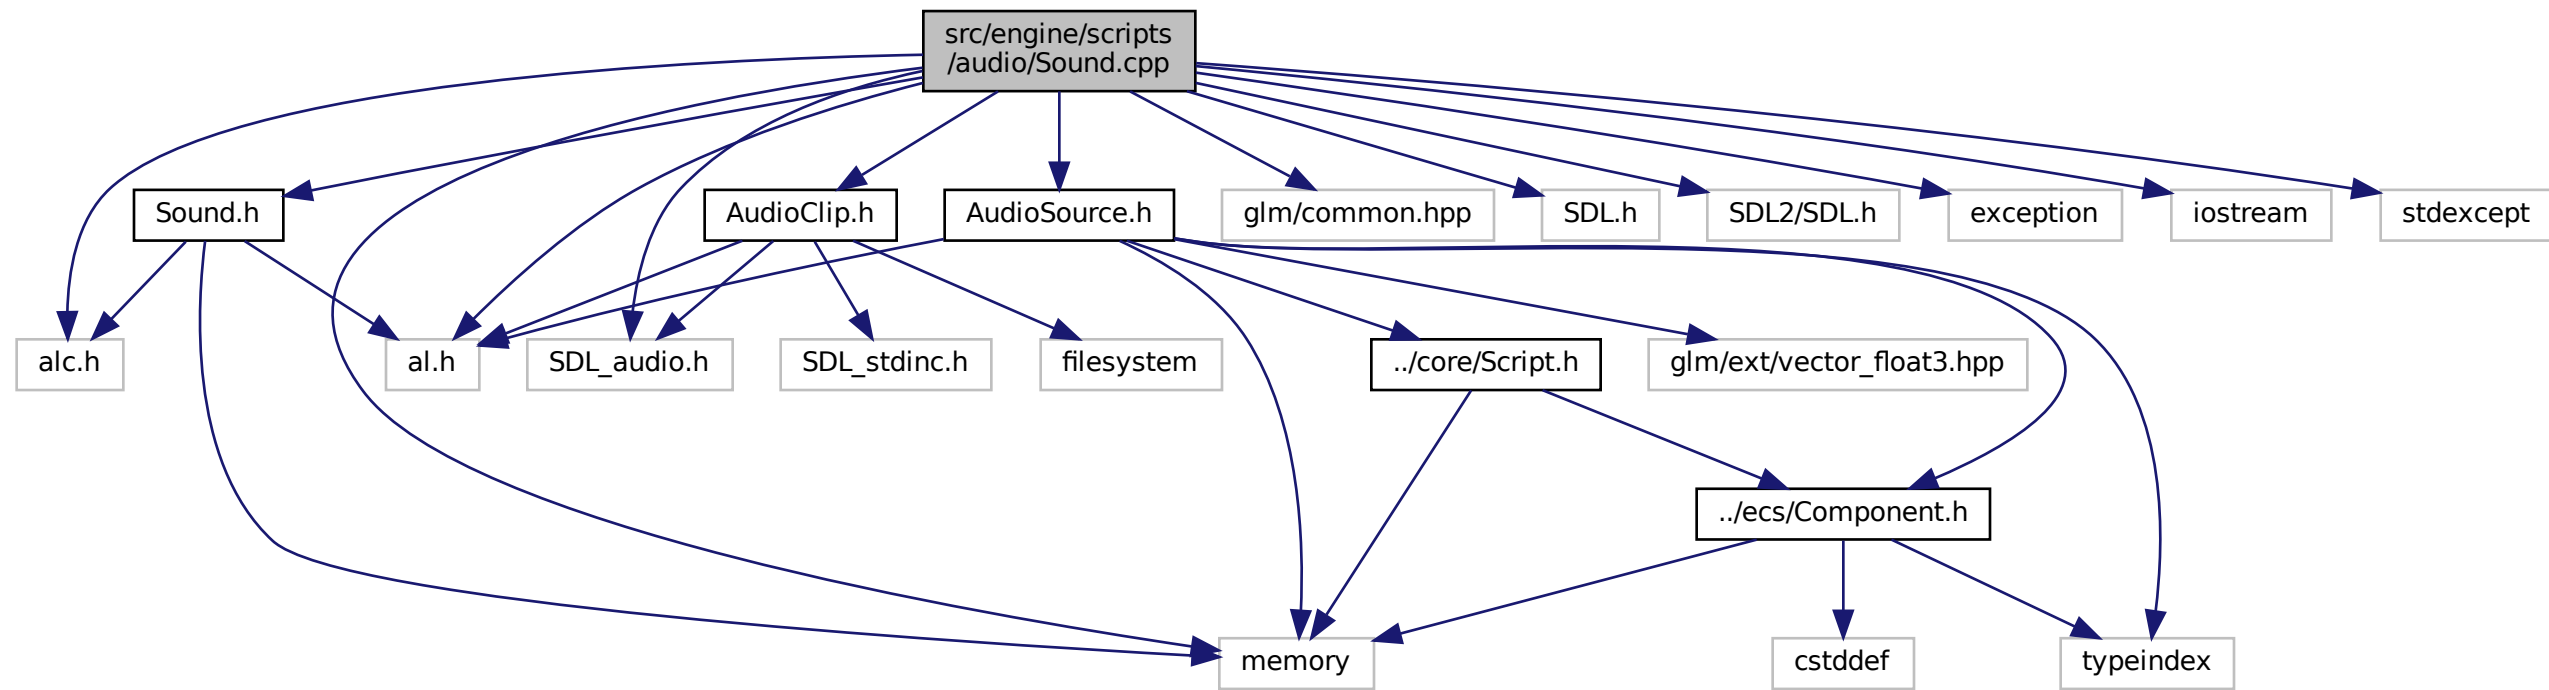 src/engine/scripts
/audio/Sound.cpp
Sound.h
AudioClip.h
AudioSource.h
glm/common.hpp
SDL.h
SDL2/SDL.h
exception
iostream
stdexcept
alc.h
al.h
SDL_audio.h
SDL_stdinc.h
filesystem
../core/Script.h
glm/ext/vector_float3.hpp
../ecs/Component.h
memory
cstddef
typeindex